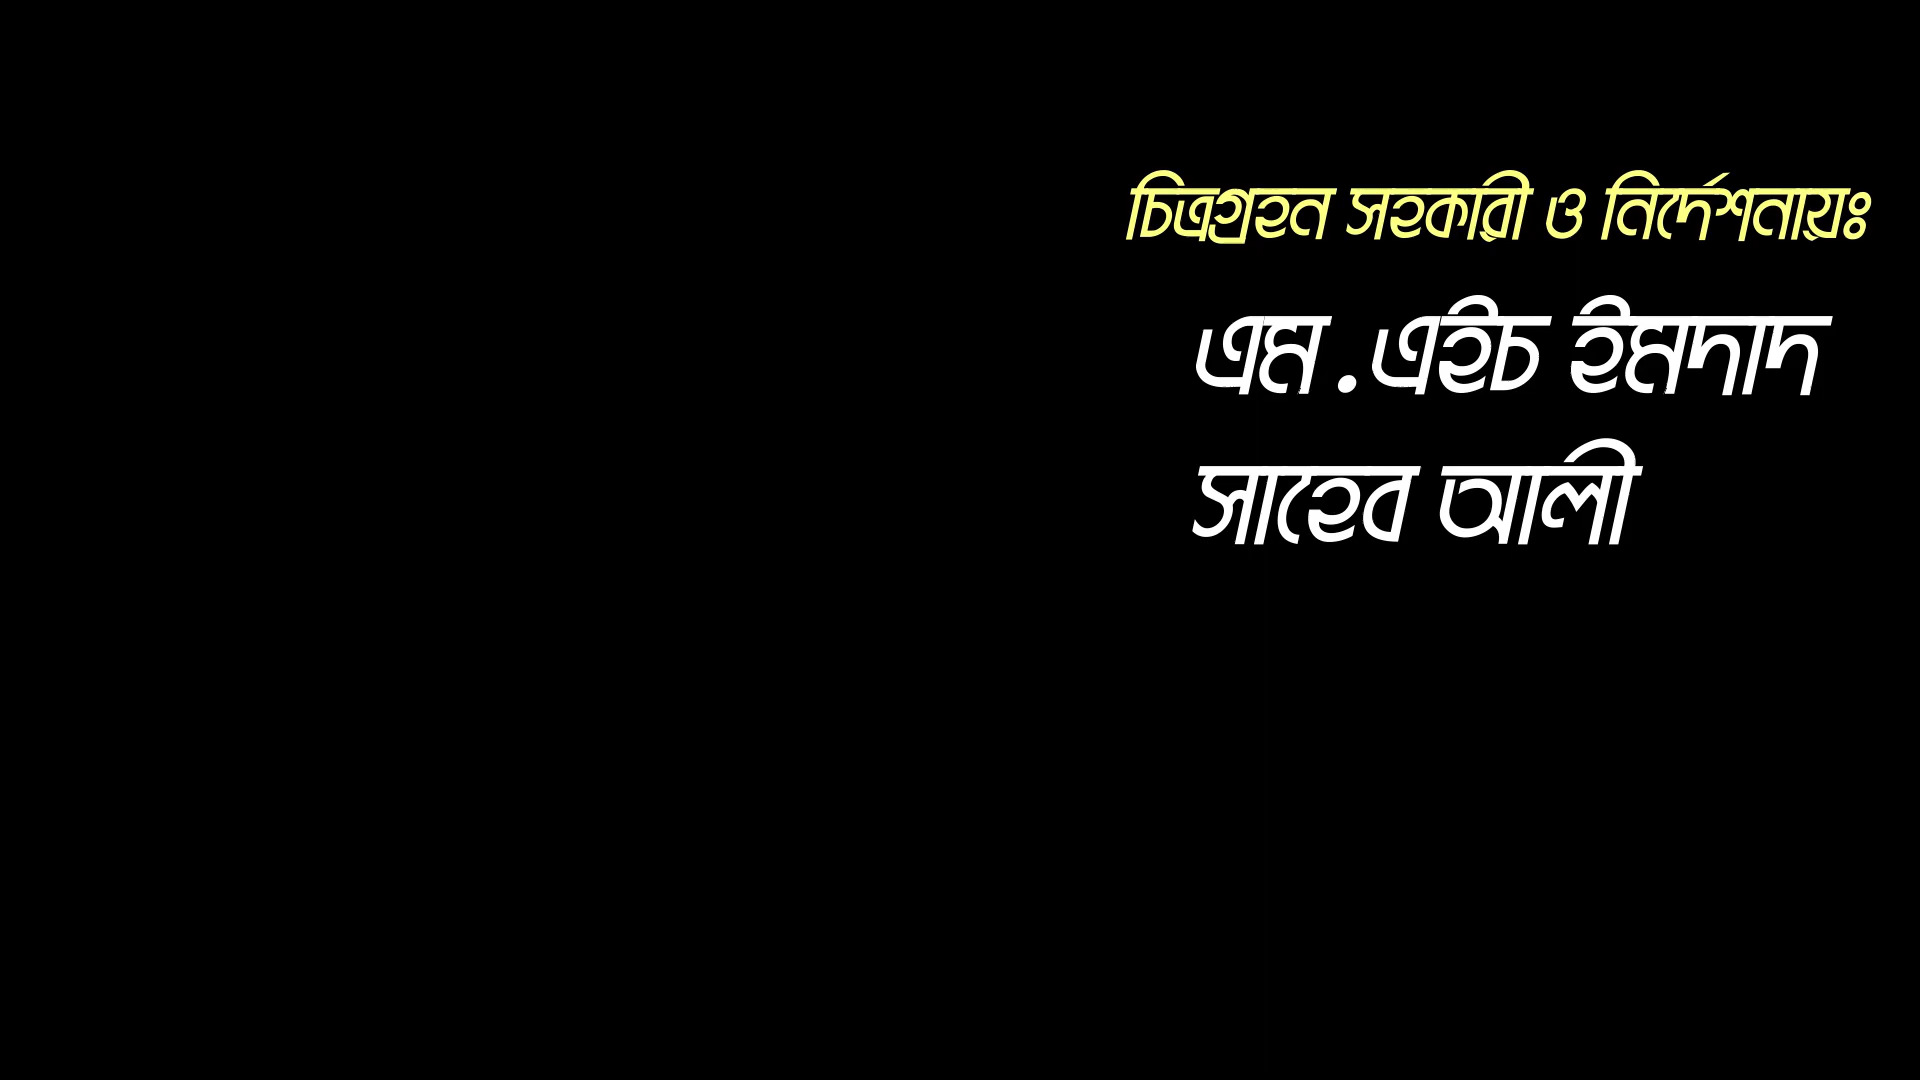 চিত্রগ্রহন সহকারী ও নির্দেশনায়ঃ
এম .এইচ ইমদাদ
সাহেব আলী